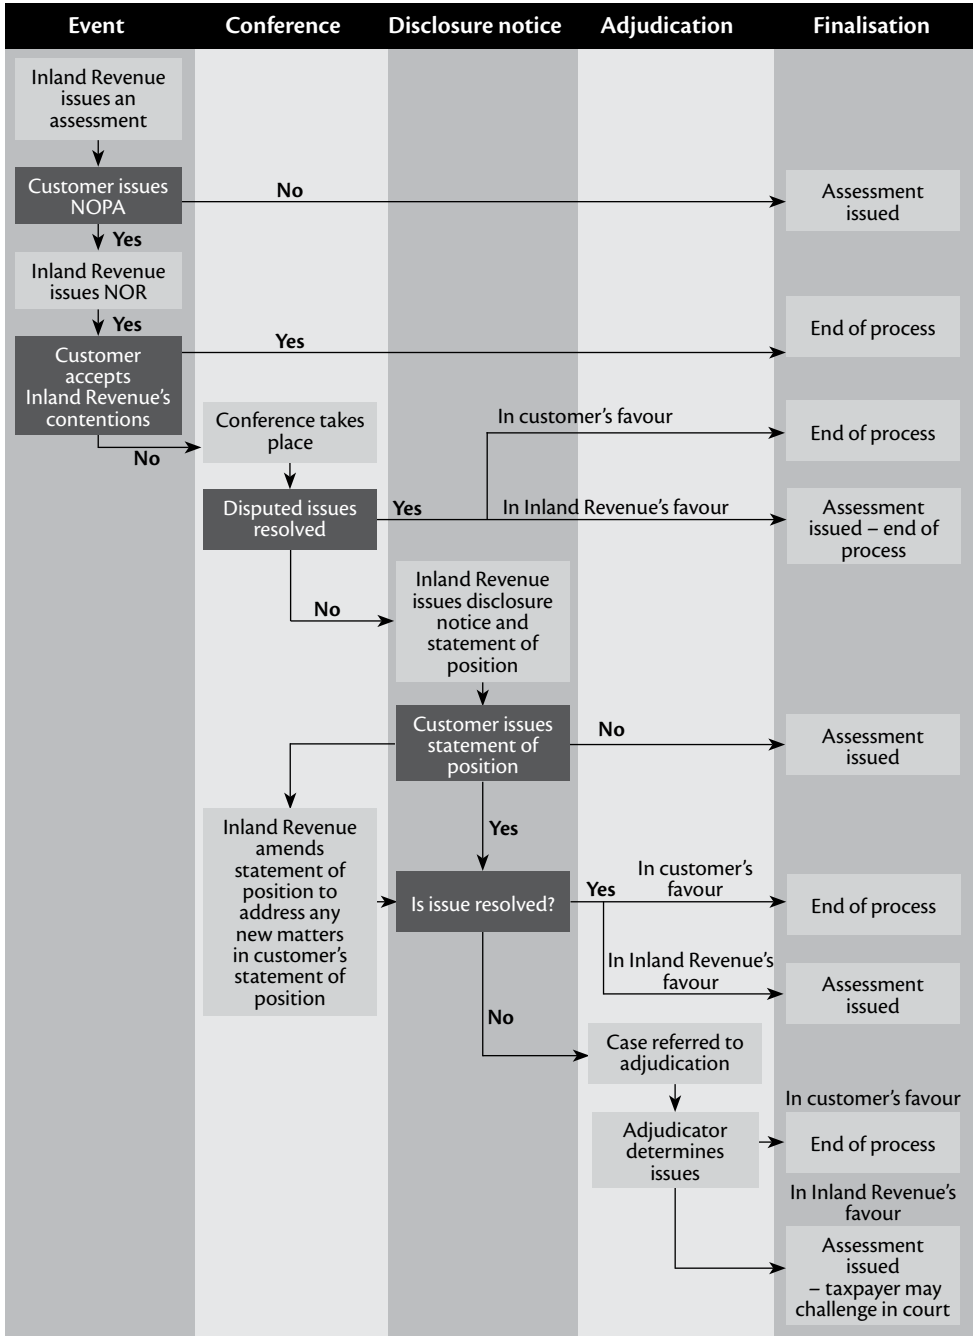 Event
Conference
Disclosure notice
Adjudication
Finalisation
Inland Revenue
issues an
assessment
Customer issues
NOPA
No
Assessment
issued
Yes
Inland Revenue
issues NOR
Yes
Customer
accepts
Inland Revenue's
contentions
Yes
End of process
No
Conference takes
place
In customer's favour
End of process
Disputed issues
resolved
Yes
In Inland Revenue's favour
Assessment
issued – end of
process
No
Inland Revenue
issues disclosure
notice and
statement of
position
Customer issues
statement of
position
No
Assessment
issued
Yes
Inland Revenue
amends
statement of
position to
address any
new matters
in customer's
statement of
position
Is issue resolved?
Yes
In customer's
favour
End of process
In Inland Revenue's
favour
Assessment
issued
No
Case referred to
adjudication
Adjudicator
determines
issues
In customer's favour
End of process
In Inland Revenue's
favour
Assessment
issued
– taxpayer may
challenge in court